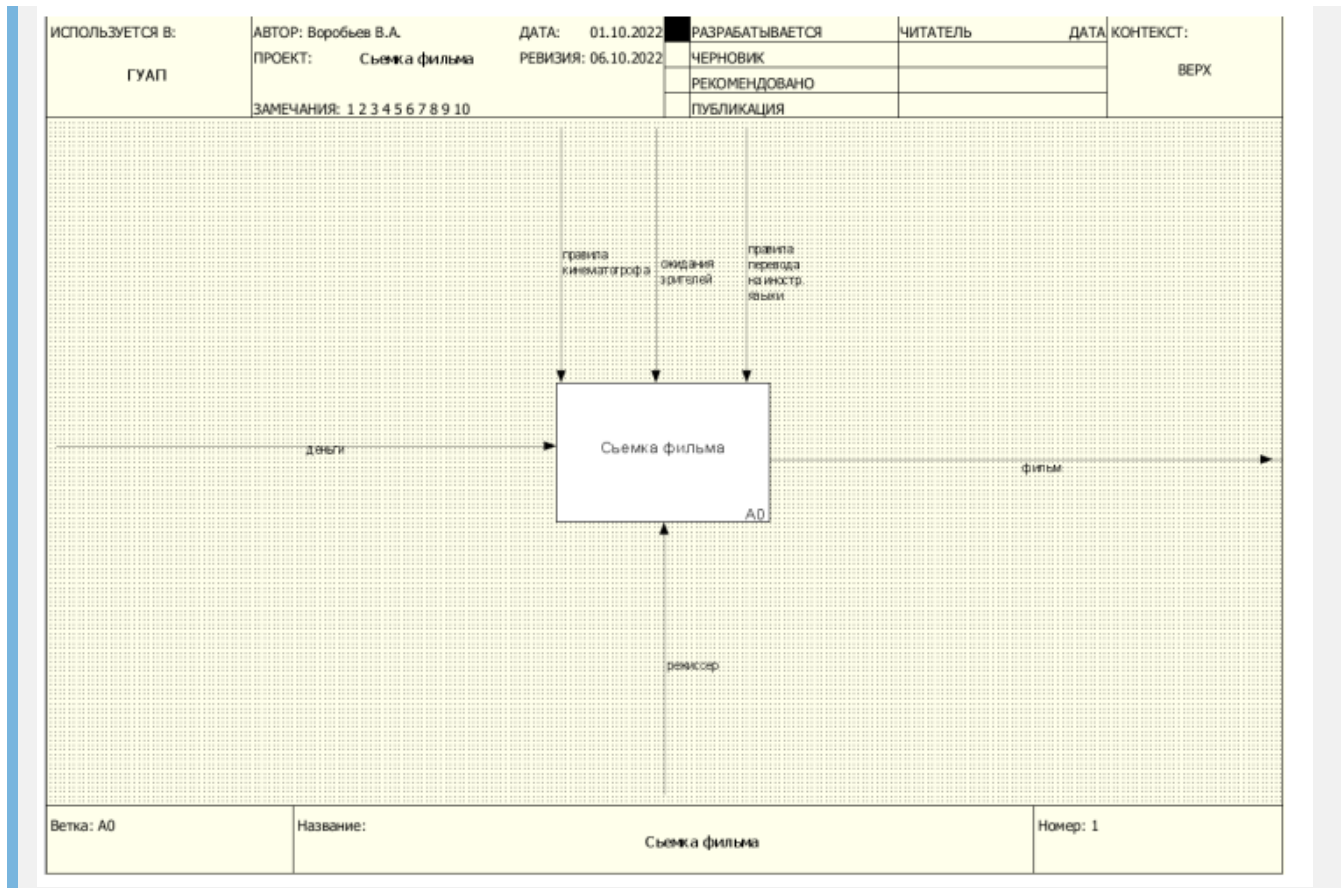 ИСПОЛЬЗУЕТСЯ В:
ГУАП
АВТОР: Воробьев В.А.
ДАТА: 01.10.2022
ПРОЕКТ: Сьемка фильма
РЕВИЗИЯ: 06.10.2022
ЗАМЕЧАНИЯ: 1 2 3 4 5 6 7 8 9 10
РАЗРАБАТЫВАЕТСЯ
ЧЕРНОВИК
РЕКОМЕНДОВАНО
ПУБЛИКАЦИЯ
ЧИТАТЕЛЬ
ДАТА
КОНТЕКСТ:
ВЕРХ
правила
кинематогрофа
ожидания
зрителей
правила
перевода
на иностр.
языки
деньги
Сьемка фильма
A0
фильм
режиссер
Ветка: A0
Название:
Сьемка фильма
Номер: 1